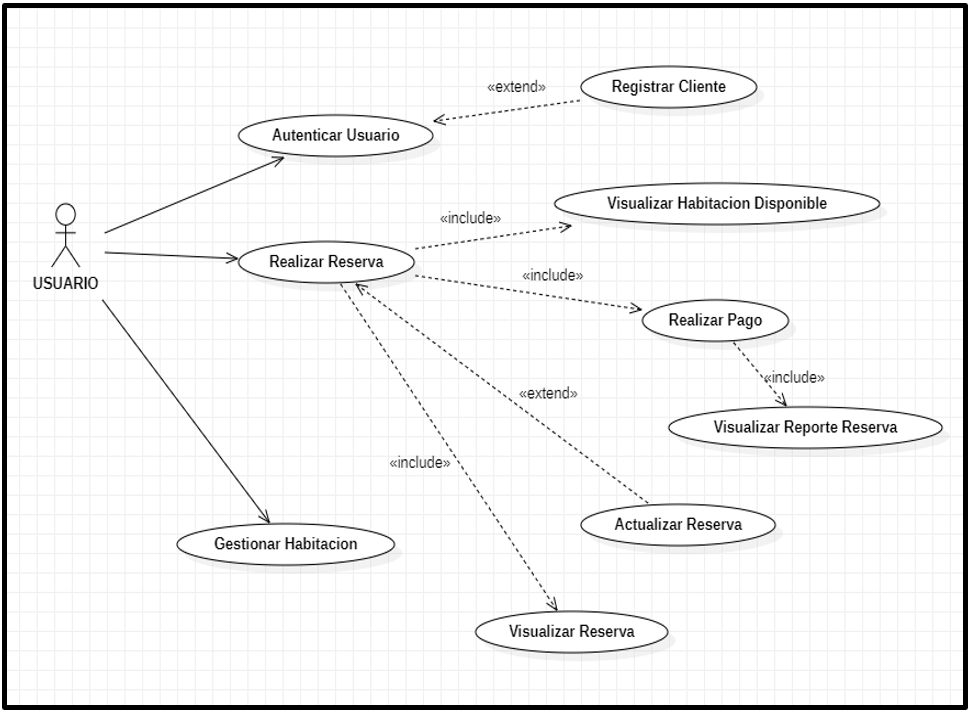 «extend»
Registrar Cliente
Autenticar Usuario
Visualizar Habitacion Disponible
«include»
Realizar Reserva
«include»
USUARIO
Realizar Pago
«include»
«extend»
Visualizar Reporte Reserva
«include»
Actualizar Reserva
Gestionar Habitacion
Visualizar Reserva